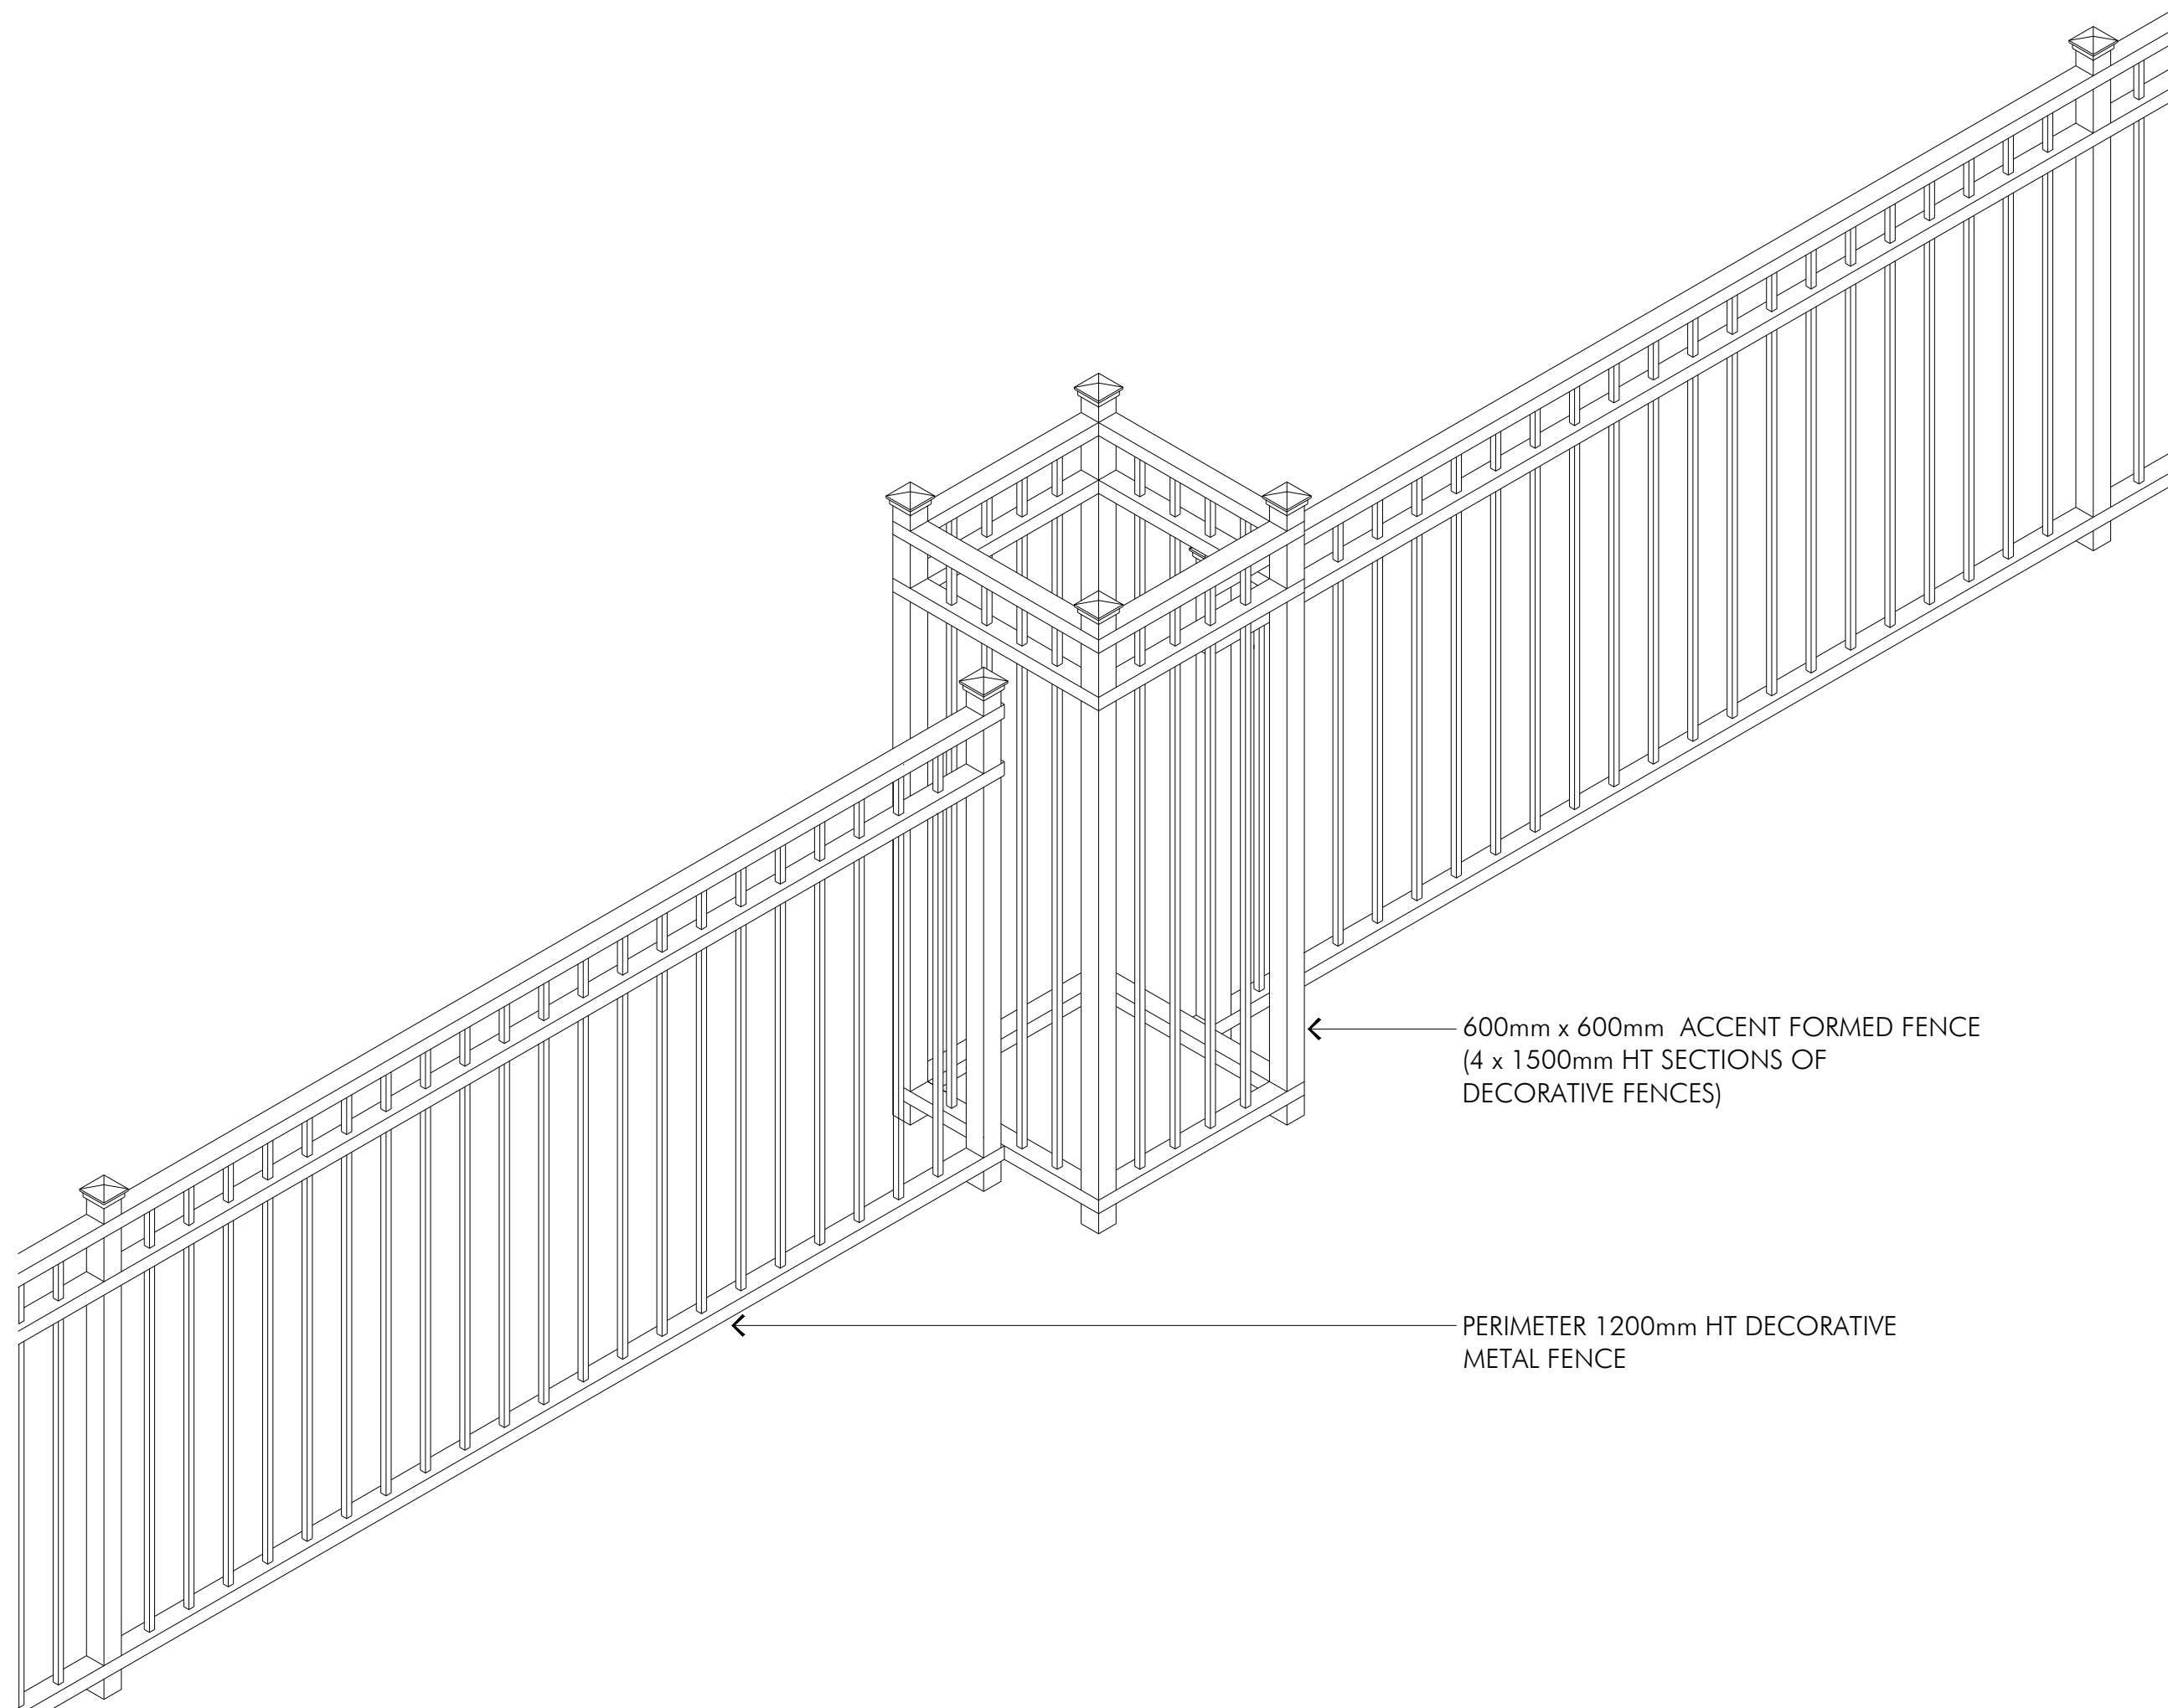 600mm x 600mm  ACCENT FORMED FENCE
(4 x 1500mm HT SECTIONS OF
DECORATIVE FENCES)
PERIMETER 1200mm HT DECORATIVE
METAL FENCE